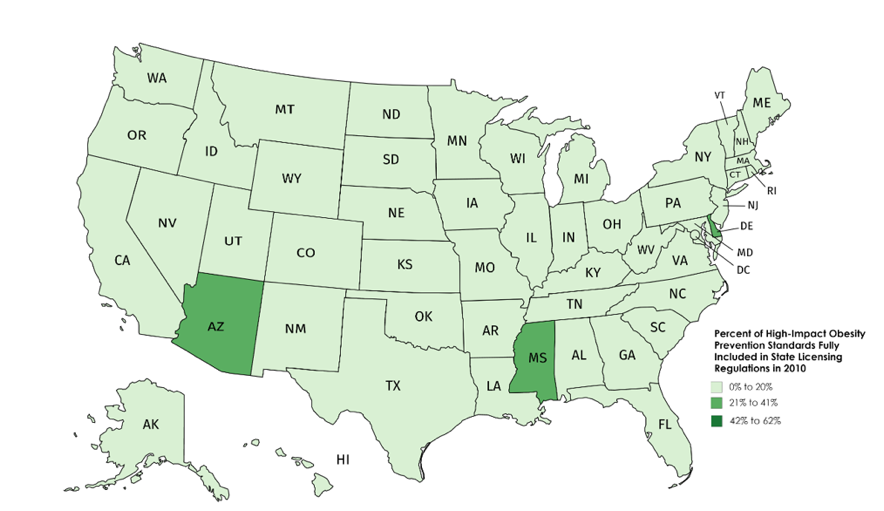 WA
MT
ND
MN
VT
ME
OR
ID
SD
WI
NY
NH
MA
CT
RI
WY
MI
NV
NE
IA
PA
NJ
UT
CO
IL
IN
OH
DE
CA
KS
MO
WV
VA
MD
DC
KY
AZ
NM
OK
AR
TN
NC
SC
MS
AL
GA
TX
LA
FL
AK
HI
Percent of High-Impact Obesity
Prevention Standards Fully
Included in State Licensing
Regulations in 2010
0% to 20%
21% to 41%
42% to 62%